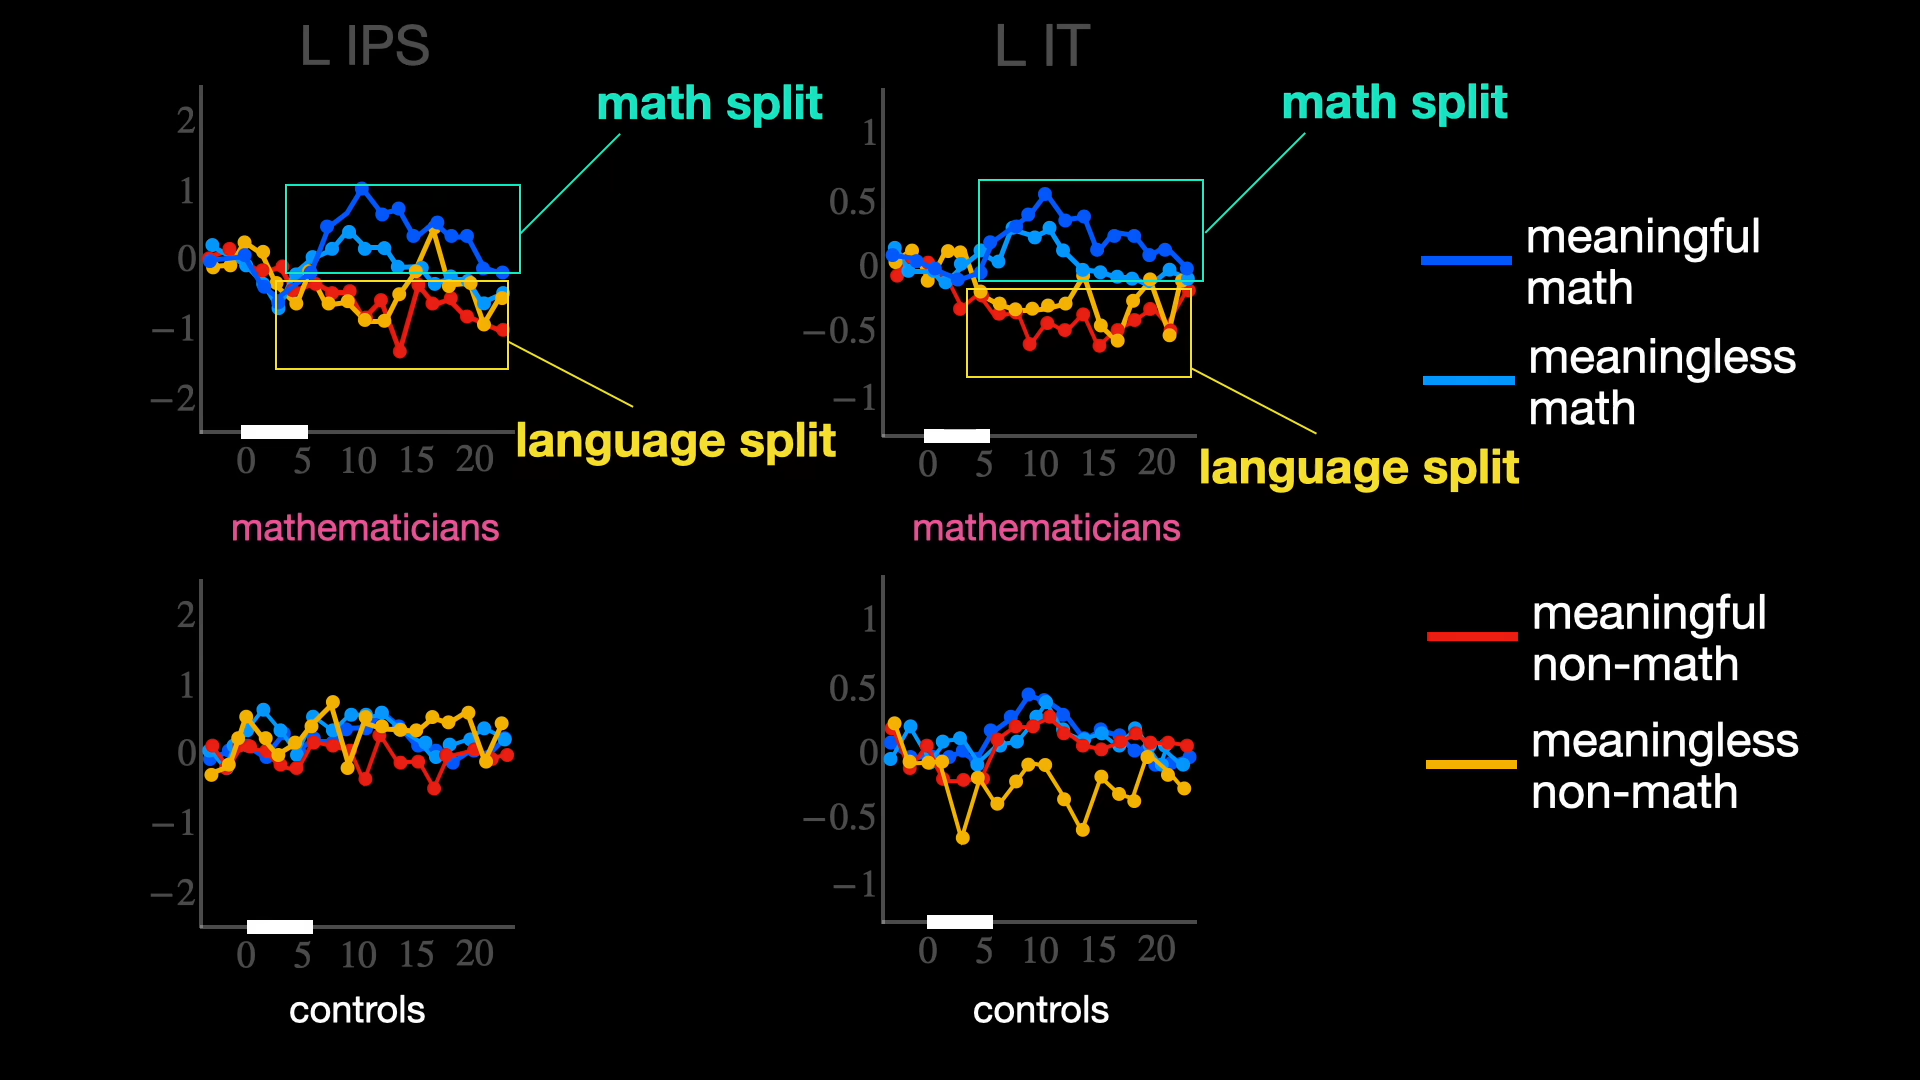 L IPS
L IT
math split
math split
2
1
0
−1
−2
0 5 10 15 20
1
0.5
0
−0.5
−1
0 5 10 15 20
language split
language split
mathematicians
mathematicians
meaningful
math
meaningless
math
2
1
0
−1
−2
0 5 10 15 20
controls
1
0.5
0
−0.5
−1
0 5 10 15 20
controls
meaningful
non-math
meaningless
non-math